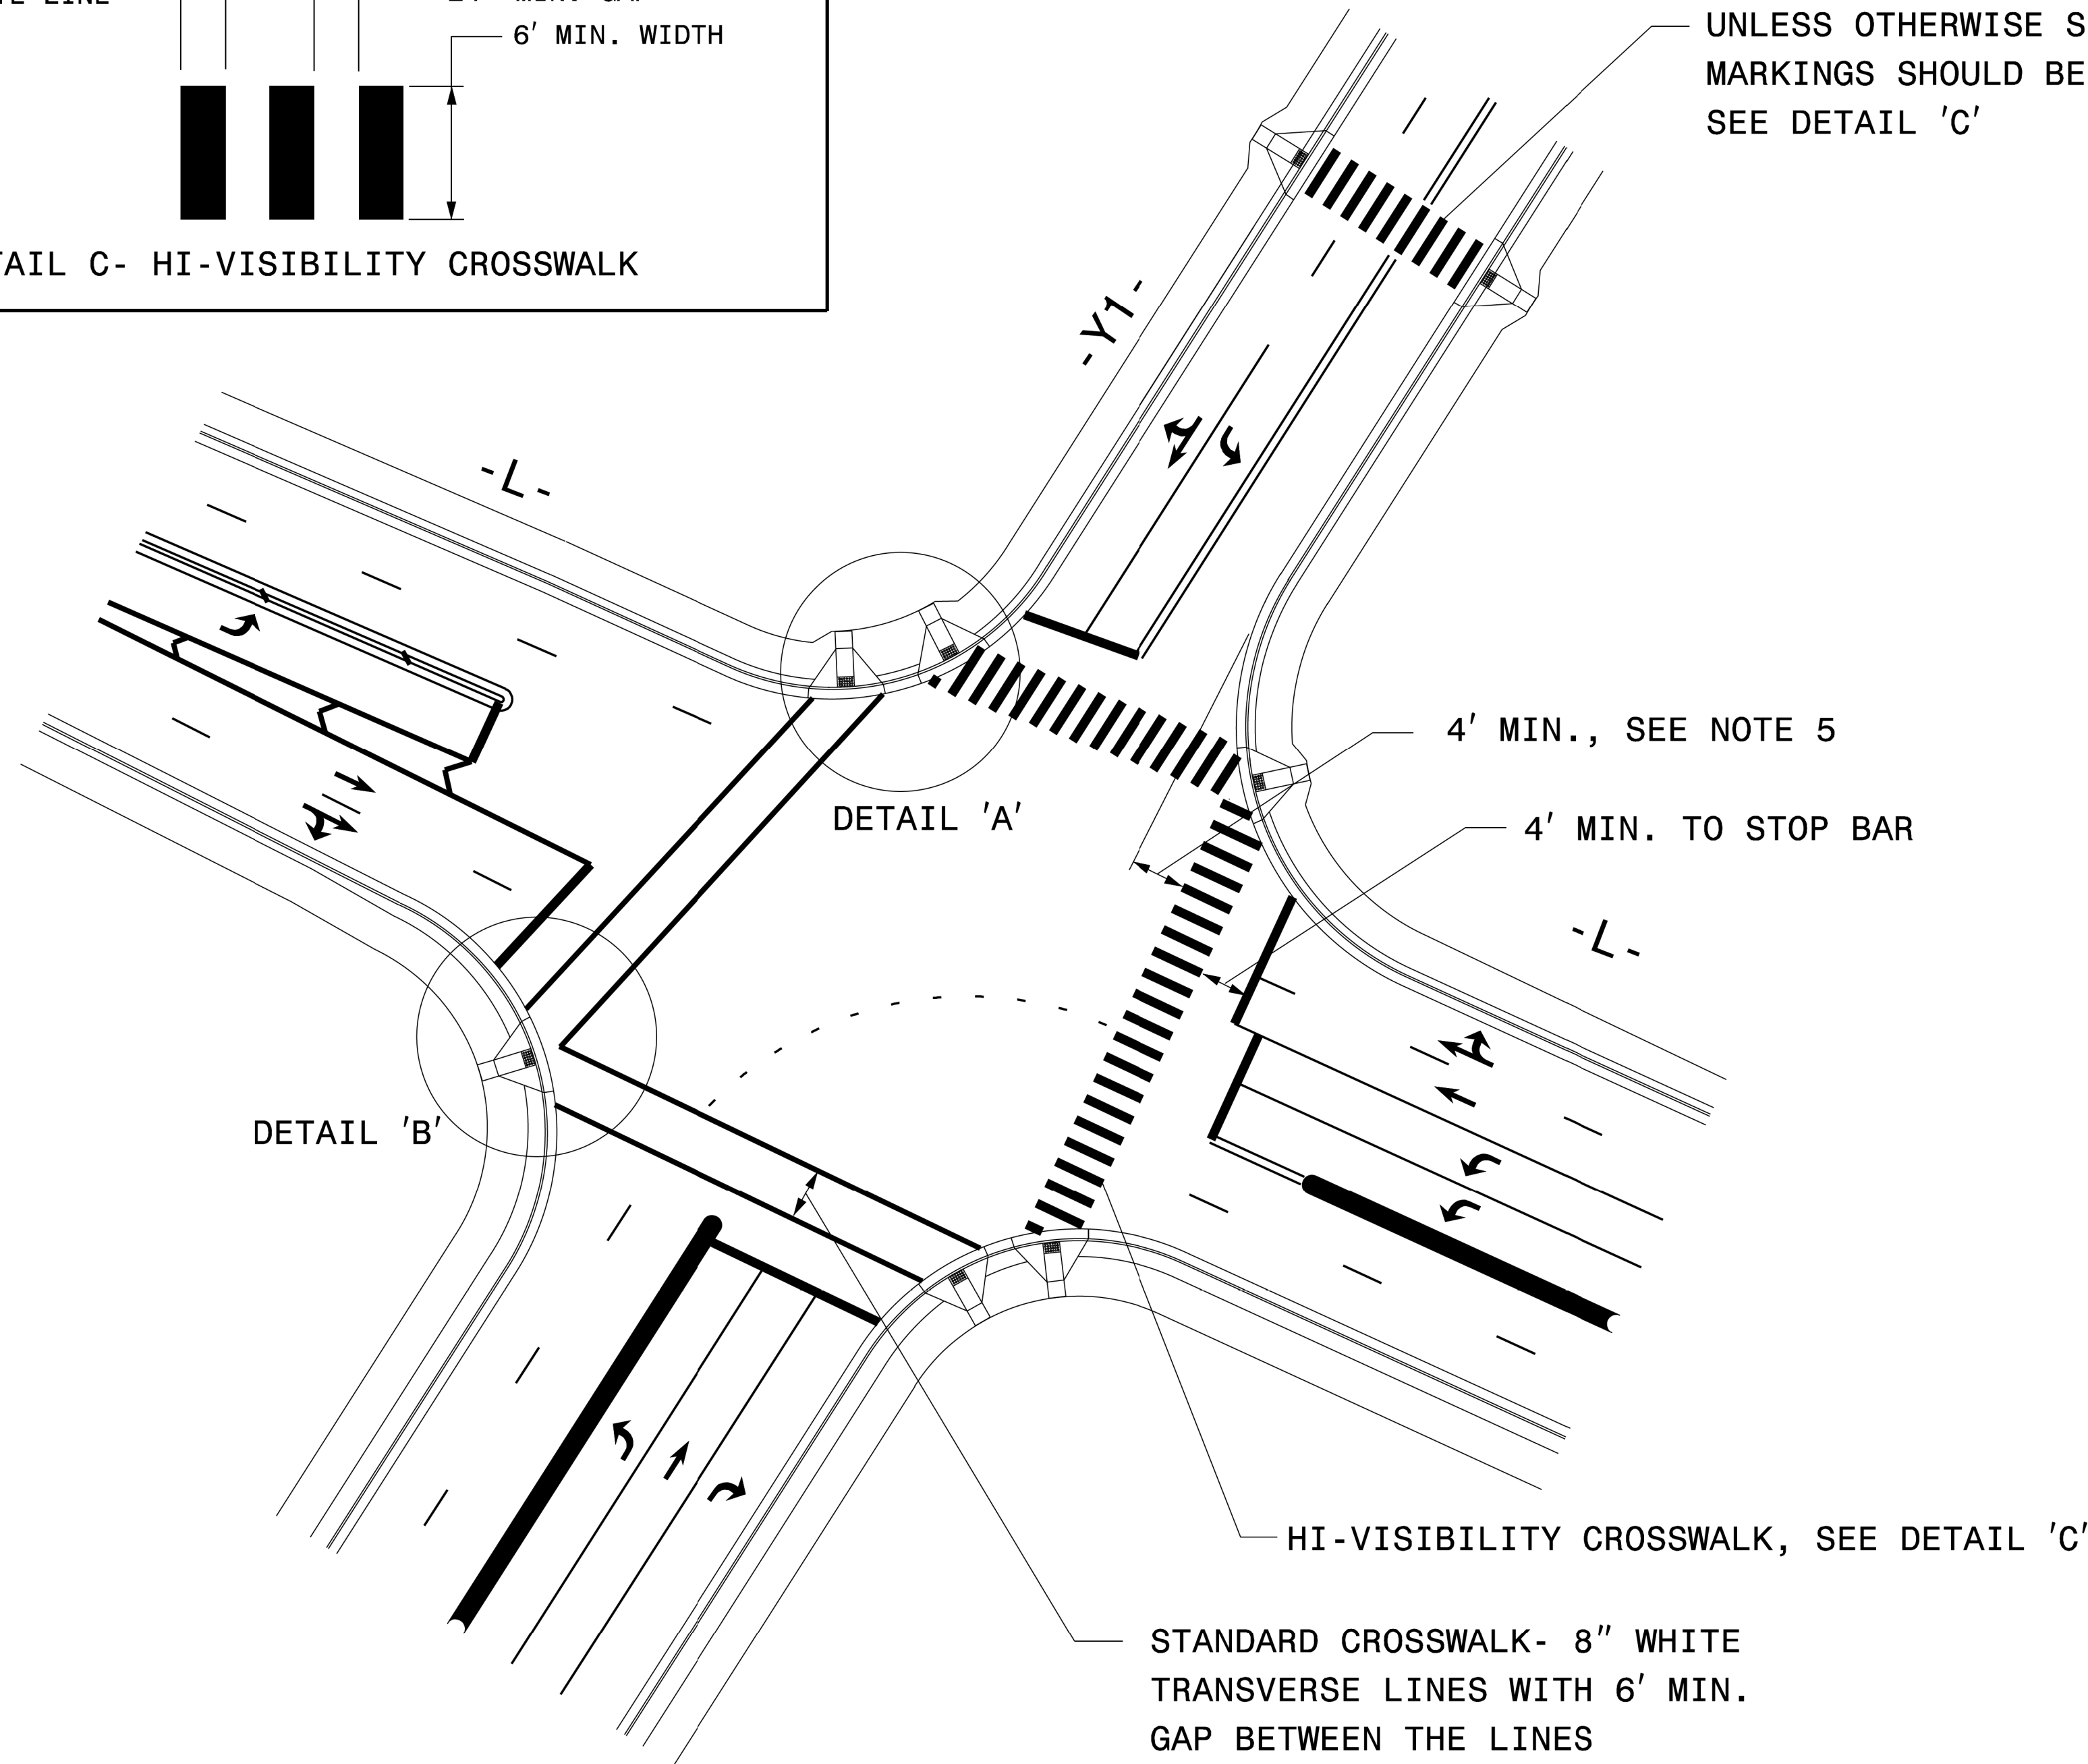 6' MIN. WIDTH
C- HI-VISIBILITY CROSSWALK
UNLESS OTHERWISE S
MARKINGS SHOULD BE
SEE DETAIL 'C'
-Y1-
-L-
DETAIL 'A'
4' MIN., SEE NOTE 5
4' MIN. TO STOP BAR
-L-
DETAIL 'B'
HI-VISIBILITY CROSSWALK, SEE DETAIL 'C'
STANDARD CROSSWALK- 8" WHITE
TRANSVERSE LINES WITH 6' MIN.
GAP BETWEEN THE LINES